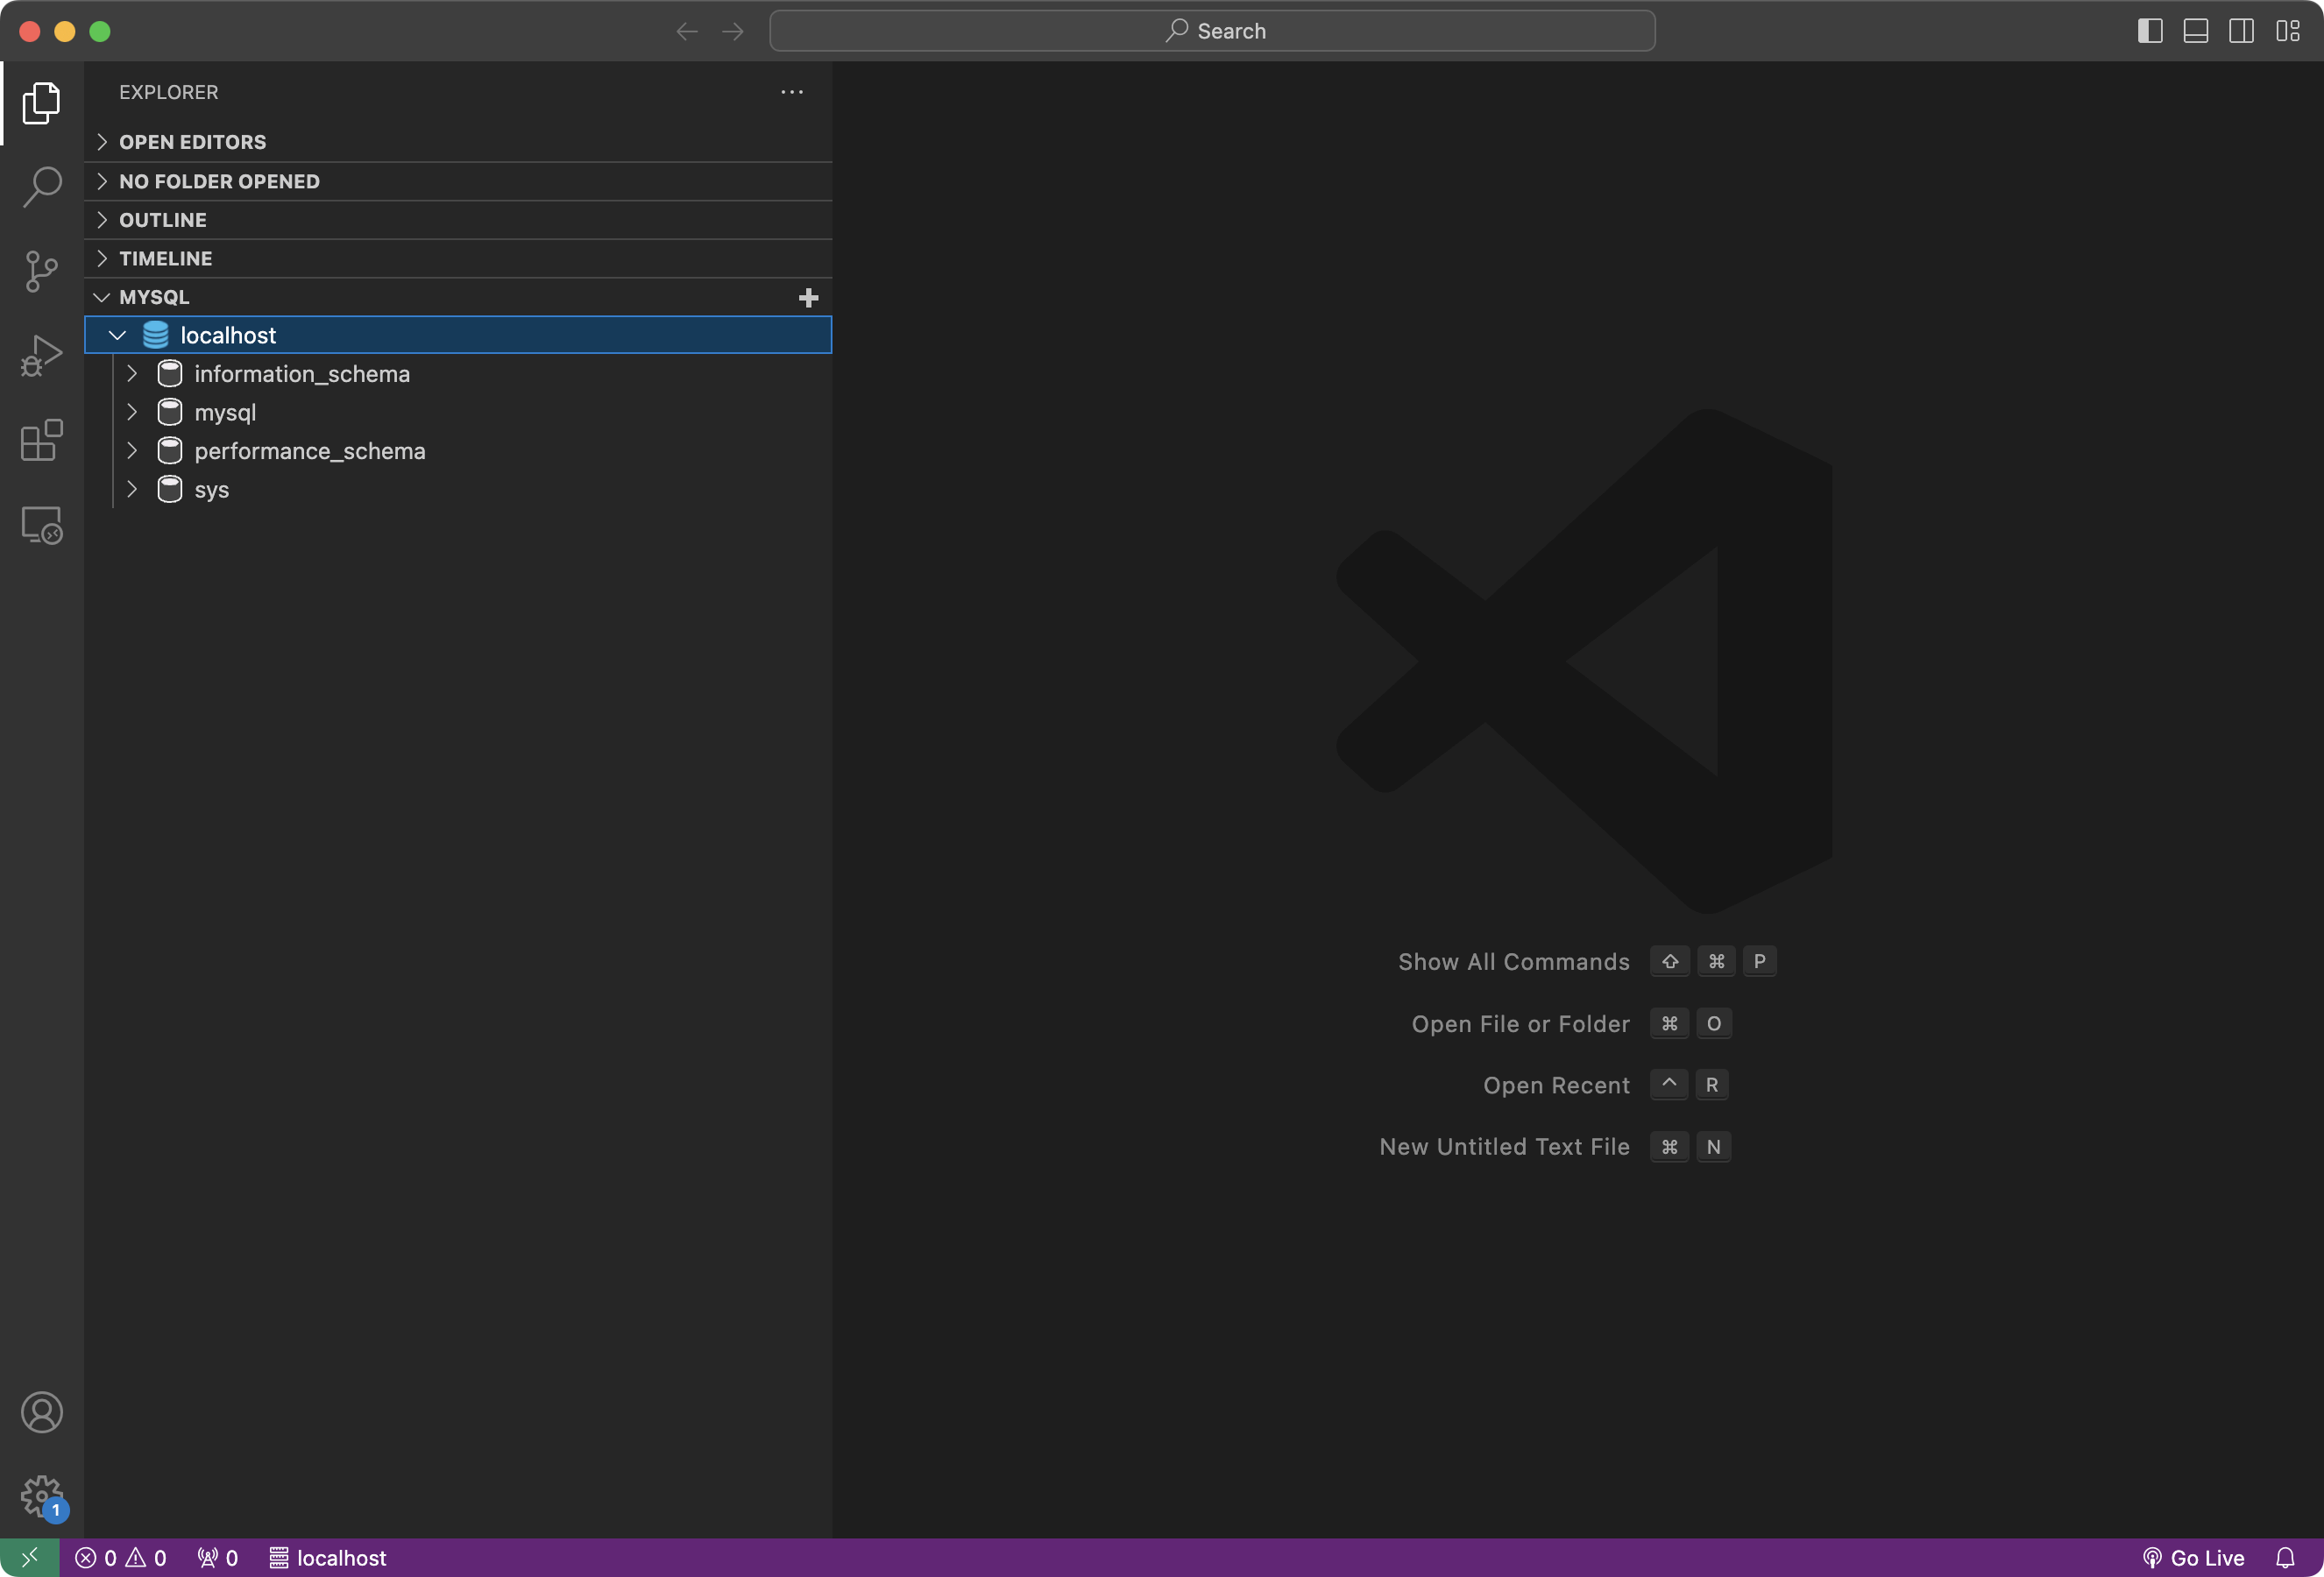 Search
EXPLORER
OPEN EDITORS
NO FOLDER OPENED
OUTLINE
TIMELINE
MYSQL
localhost
information_schema
mysql
performance_schema
sys
Show All Commands ⇧ ⌘ P
Open File or Folder ⌘ O
Open Recent ^ R
New Untitled Text File ⌘ N
1
0 0 0 localhost Go Live